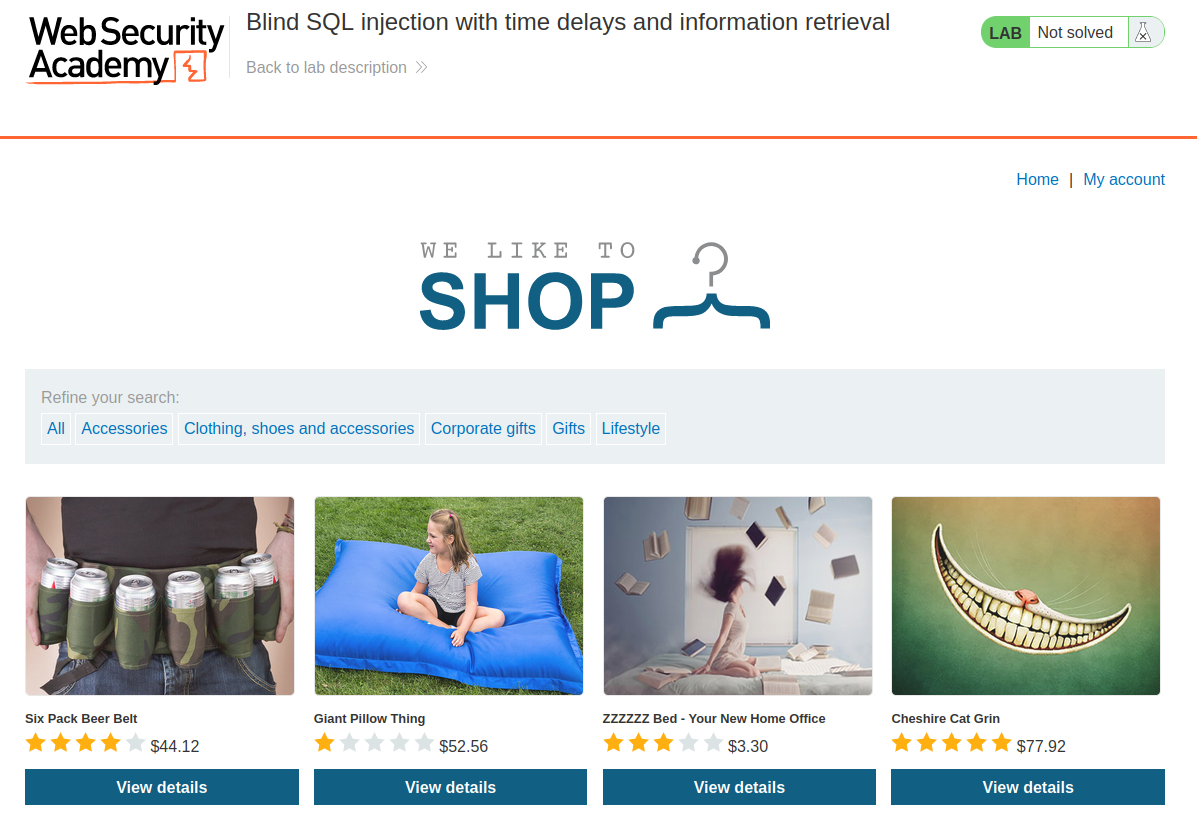 Web Security
Academy
Blind SQL injection with time delays and information retrieval
Back to lab description
LAB Not solved
Home | My account
WE LIKE TO
SHOP
Refine your search:
All Accessories Clothing, shoes and accessories Corporate gifts Gifts Lifestyle
Six Pack Beer Belt
$44.12
View details
Giant Pillow Thing
$52.56
View details
ZZZZZZ Bed - Your New Home Office
$3.30
View details
Cheshire Cat Grin
$77.92
View details